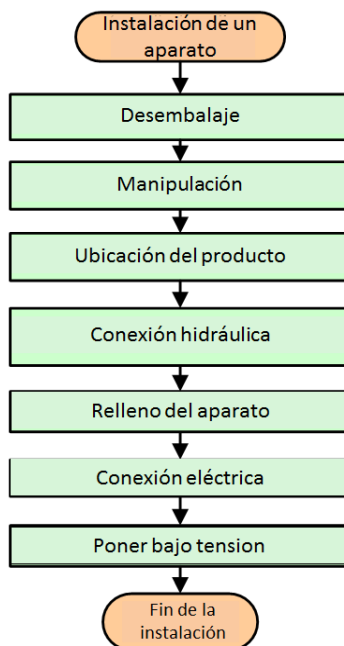 Instalación de un
aparato
Desembalaje
Manipulación
Ubicación del producto
Conexión hidráulica
Relleno del aparato
Conexión eléctrica
Poner bajo tension
Fin de la
instalación